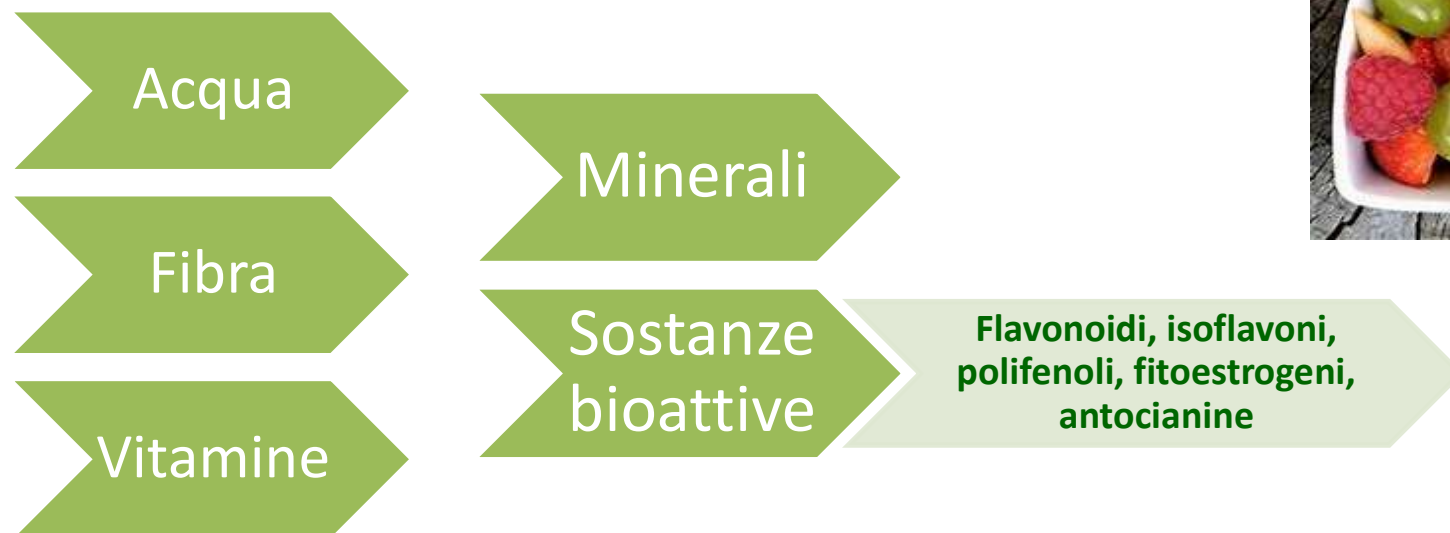 Acqua
Fibra
Vitamine
Minerali
Sostanze
bioattive
Flavonoidi, isoflavoni,
polifenoli, fitoestrogeni,
antocianine